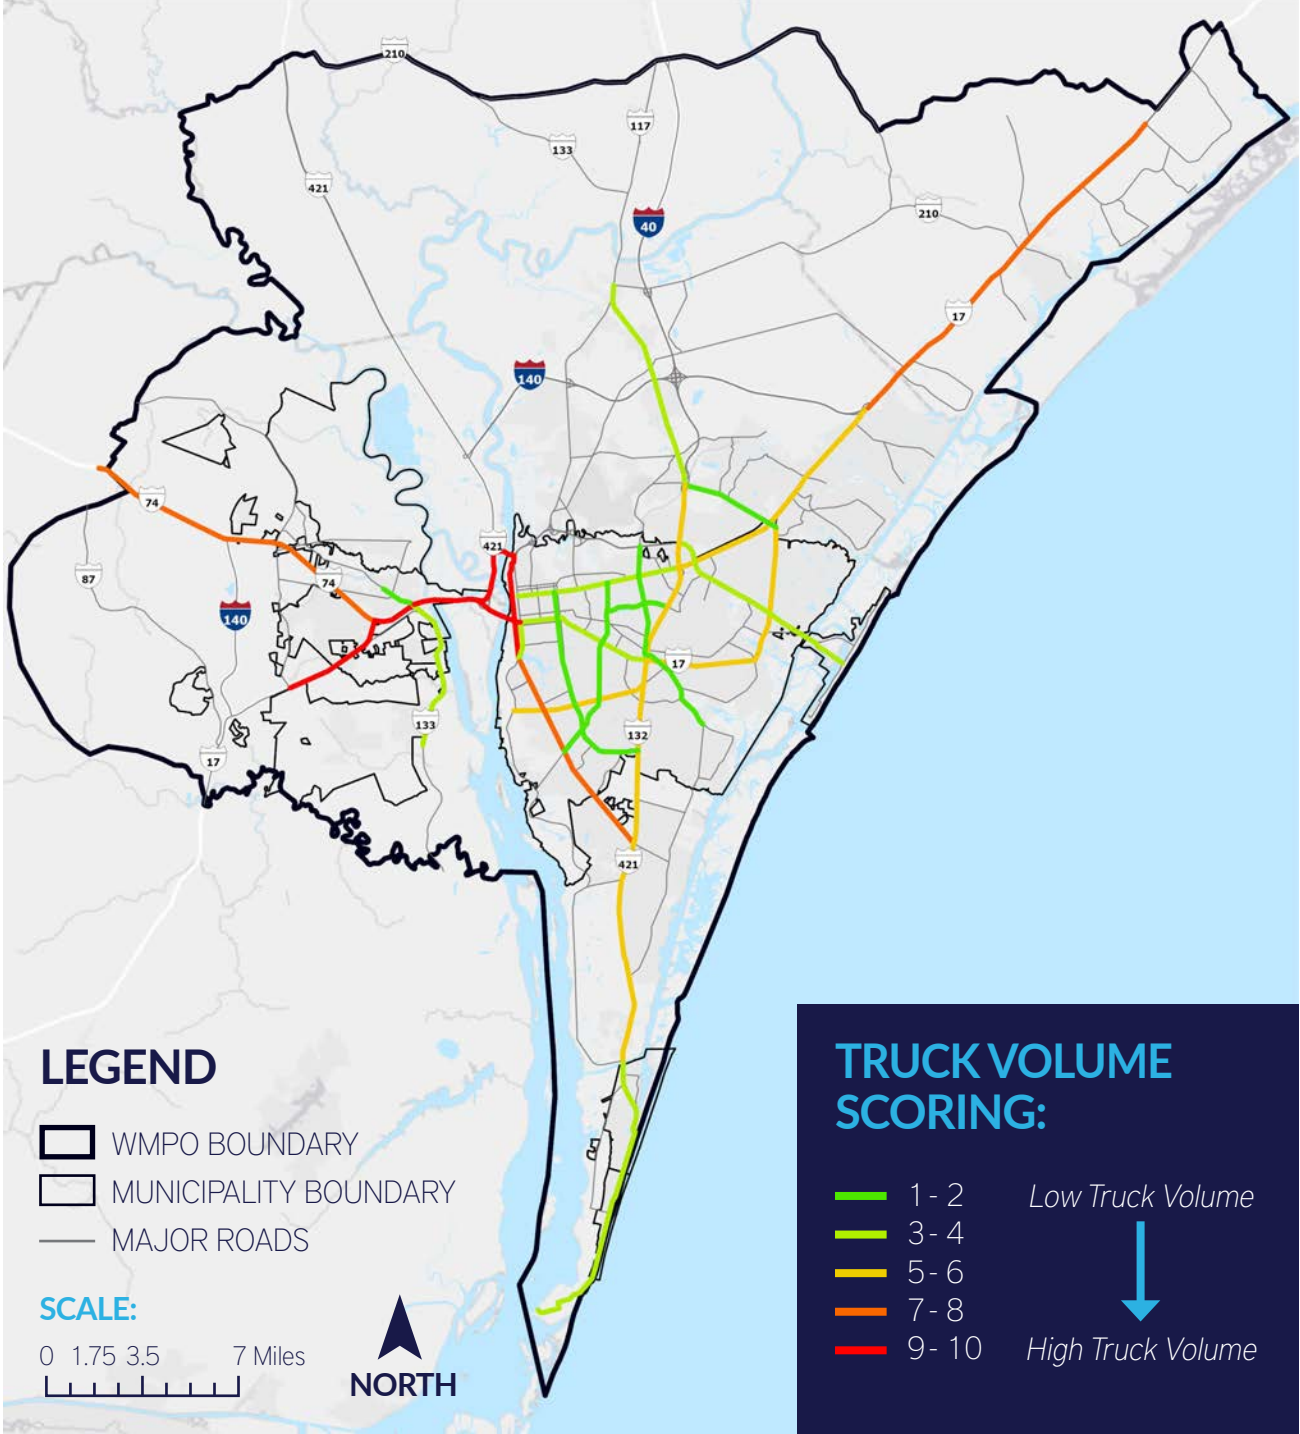 210
117
133
421
40
210
17
140
74
421
74
87
140
17
133
132
17
421
LEGEND
WMPO BOUNDARY
MUNICIPALITY BOUNDARY
MAJOR ROADS
SCALE:
0 1.75 3.5 7 Miles
NORTH
TRUCK VOLUME
SCORING:
1 - 2 Low Truck Volume
3 - 4
5 - 6
7 - 8
9 - 10 High Truck Volume